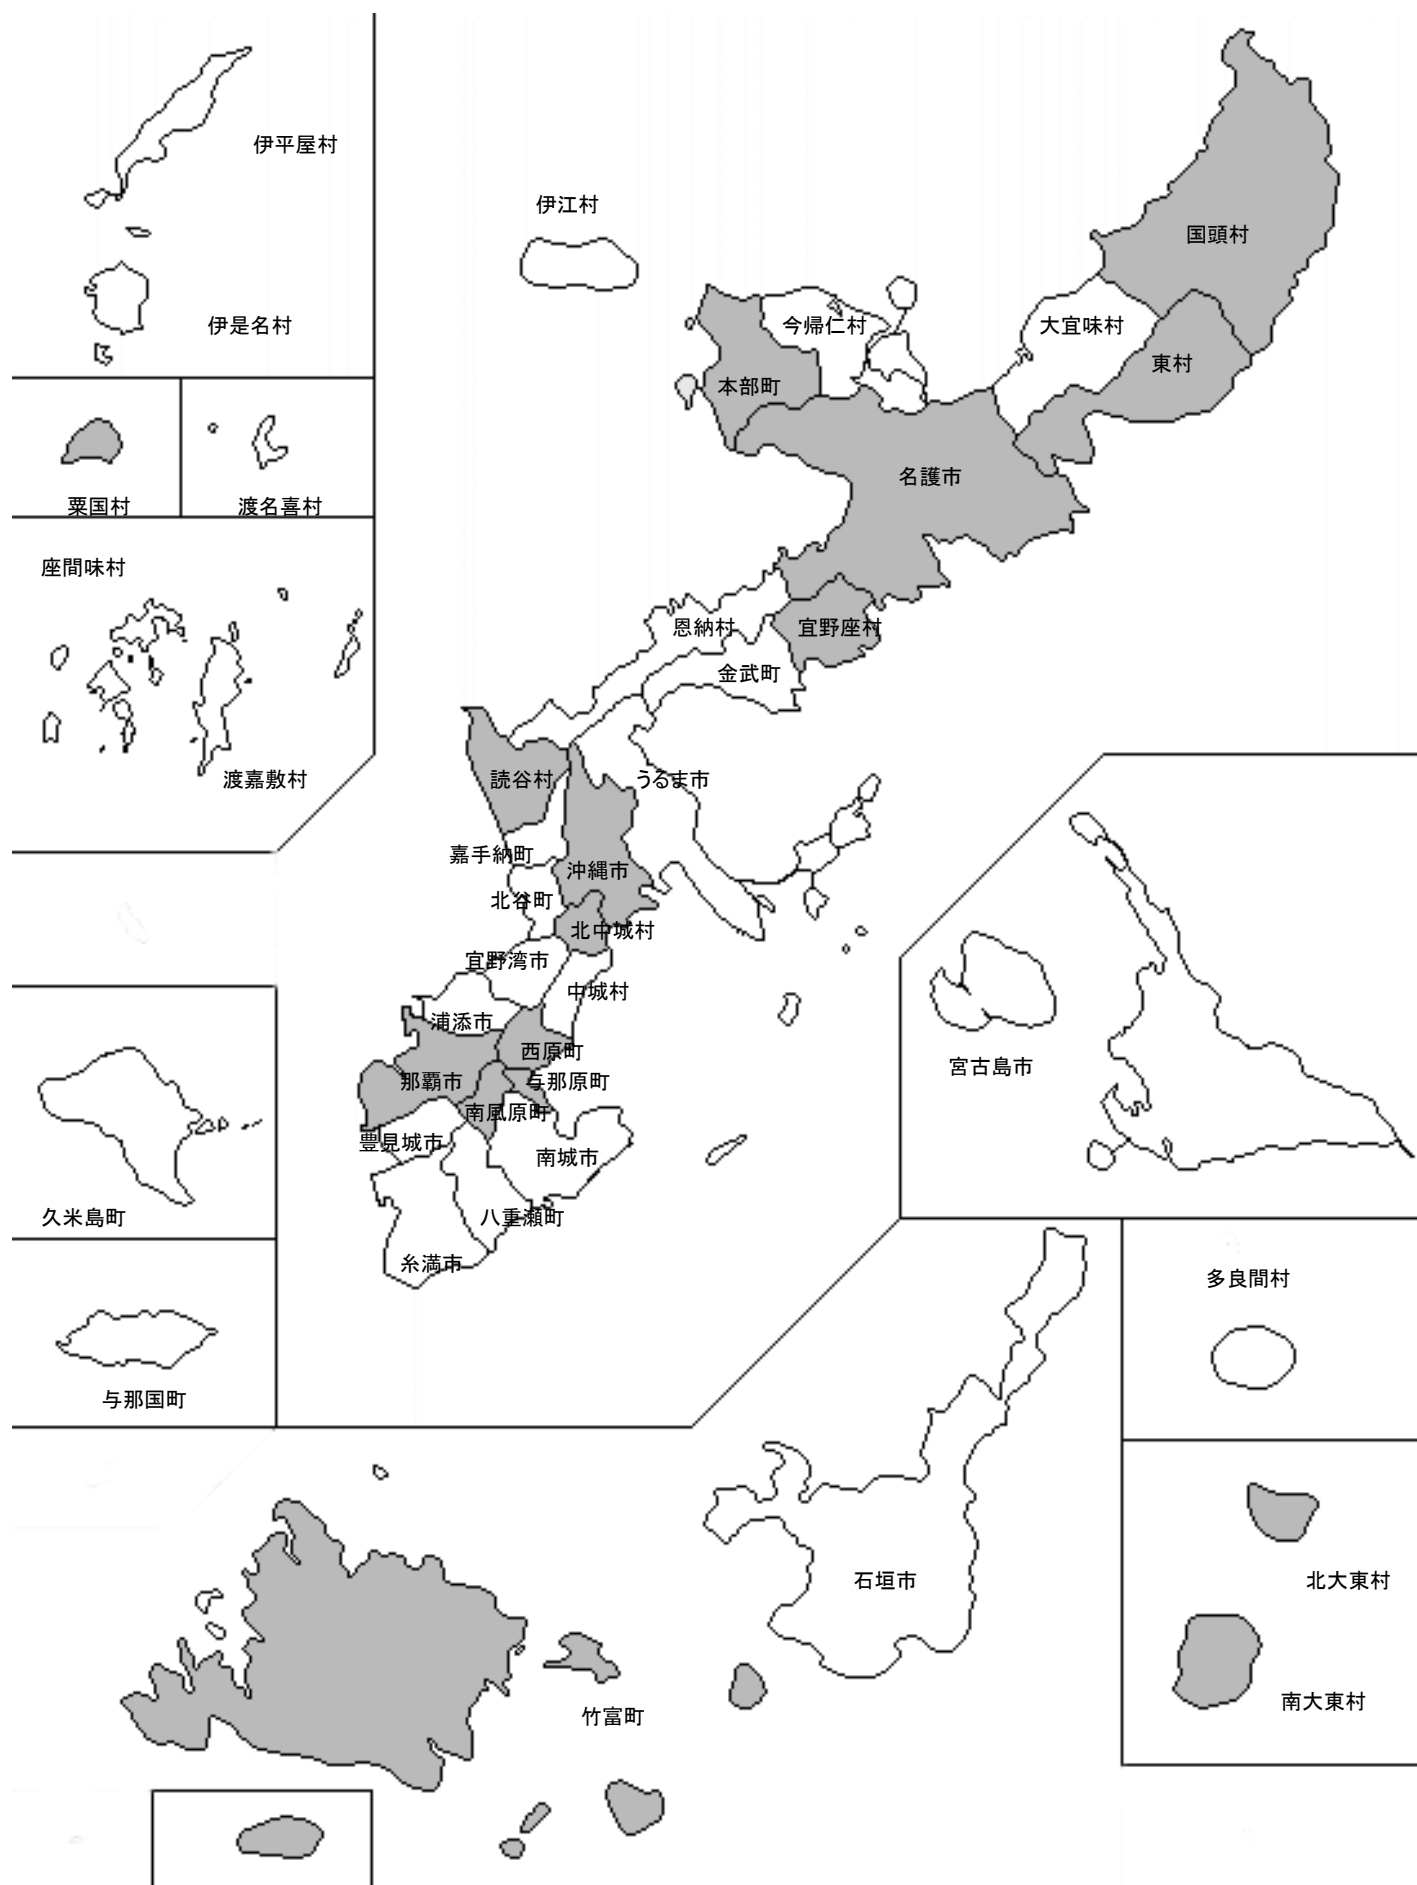 伊平屋村
伊江村
国頭村
伊是名村
今帰仁村
大宜味村
東村
本部町
名護市
粟国村
渡名喜村
座間味村
恩納村
宜野座村
金武町
渡嘉敷村
読谷村
うるま市
嘉手納町
沖縄市
北谷町
北中城村
宜野湾市
中城村
浦添市
西原町
宮古島市
那覇市
与那原町
南風原町
豊見城市
南城市
久米島町
八重瀬町
糸満市
多良間村
与那国町
石垣市
北大東村
南大東村
竹富町